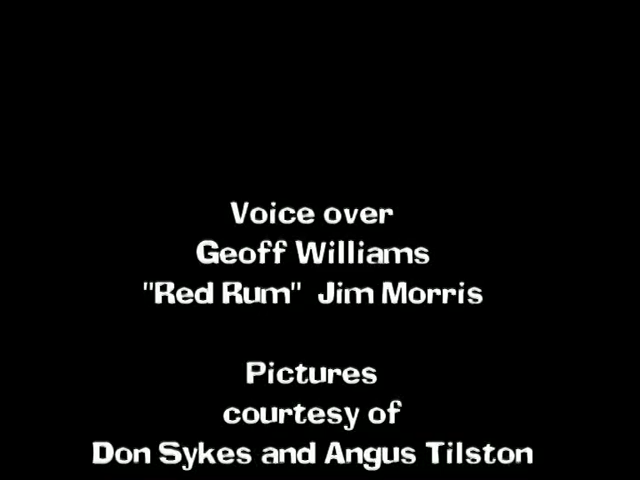 Voice over
Geoff Williams
"Red Rum" Jim Morris
Pictures
courtesy of
Don Sykes and Angus Tilston